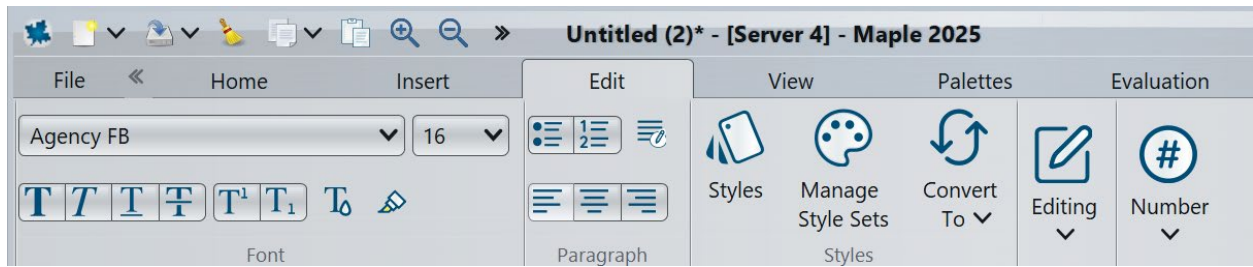 Untitled (2)* - [Server 4] - Maple 2025
File Home Insert Edit View Palettes Evaluation
Agency FB 16
Styles Manage Style Sets Convert To Editing Number
Font Paragraph Styles